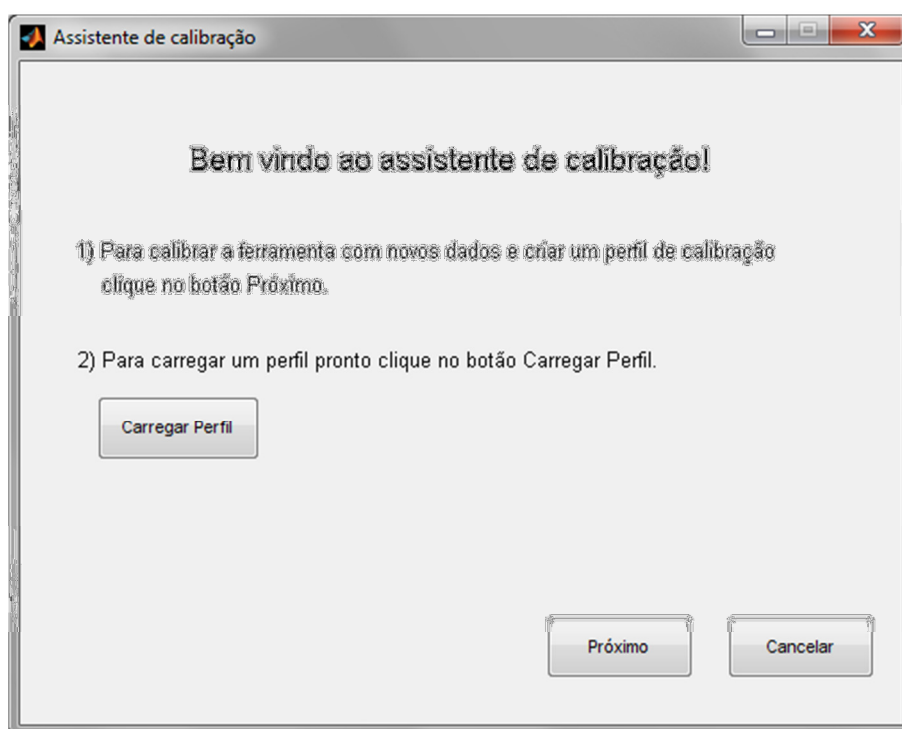 Assistente de calibração
Bem vindo ao assistente de calibração!
1) Para calibrar a ferramenta com novos dados e criar um perfil de calibração
clique no botão Próximo.
2) Para carregar um perfil pronto clique no botão Carregar Perfil.
Carregar Perfil
Próximo
Cancelar